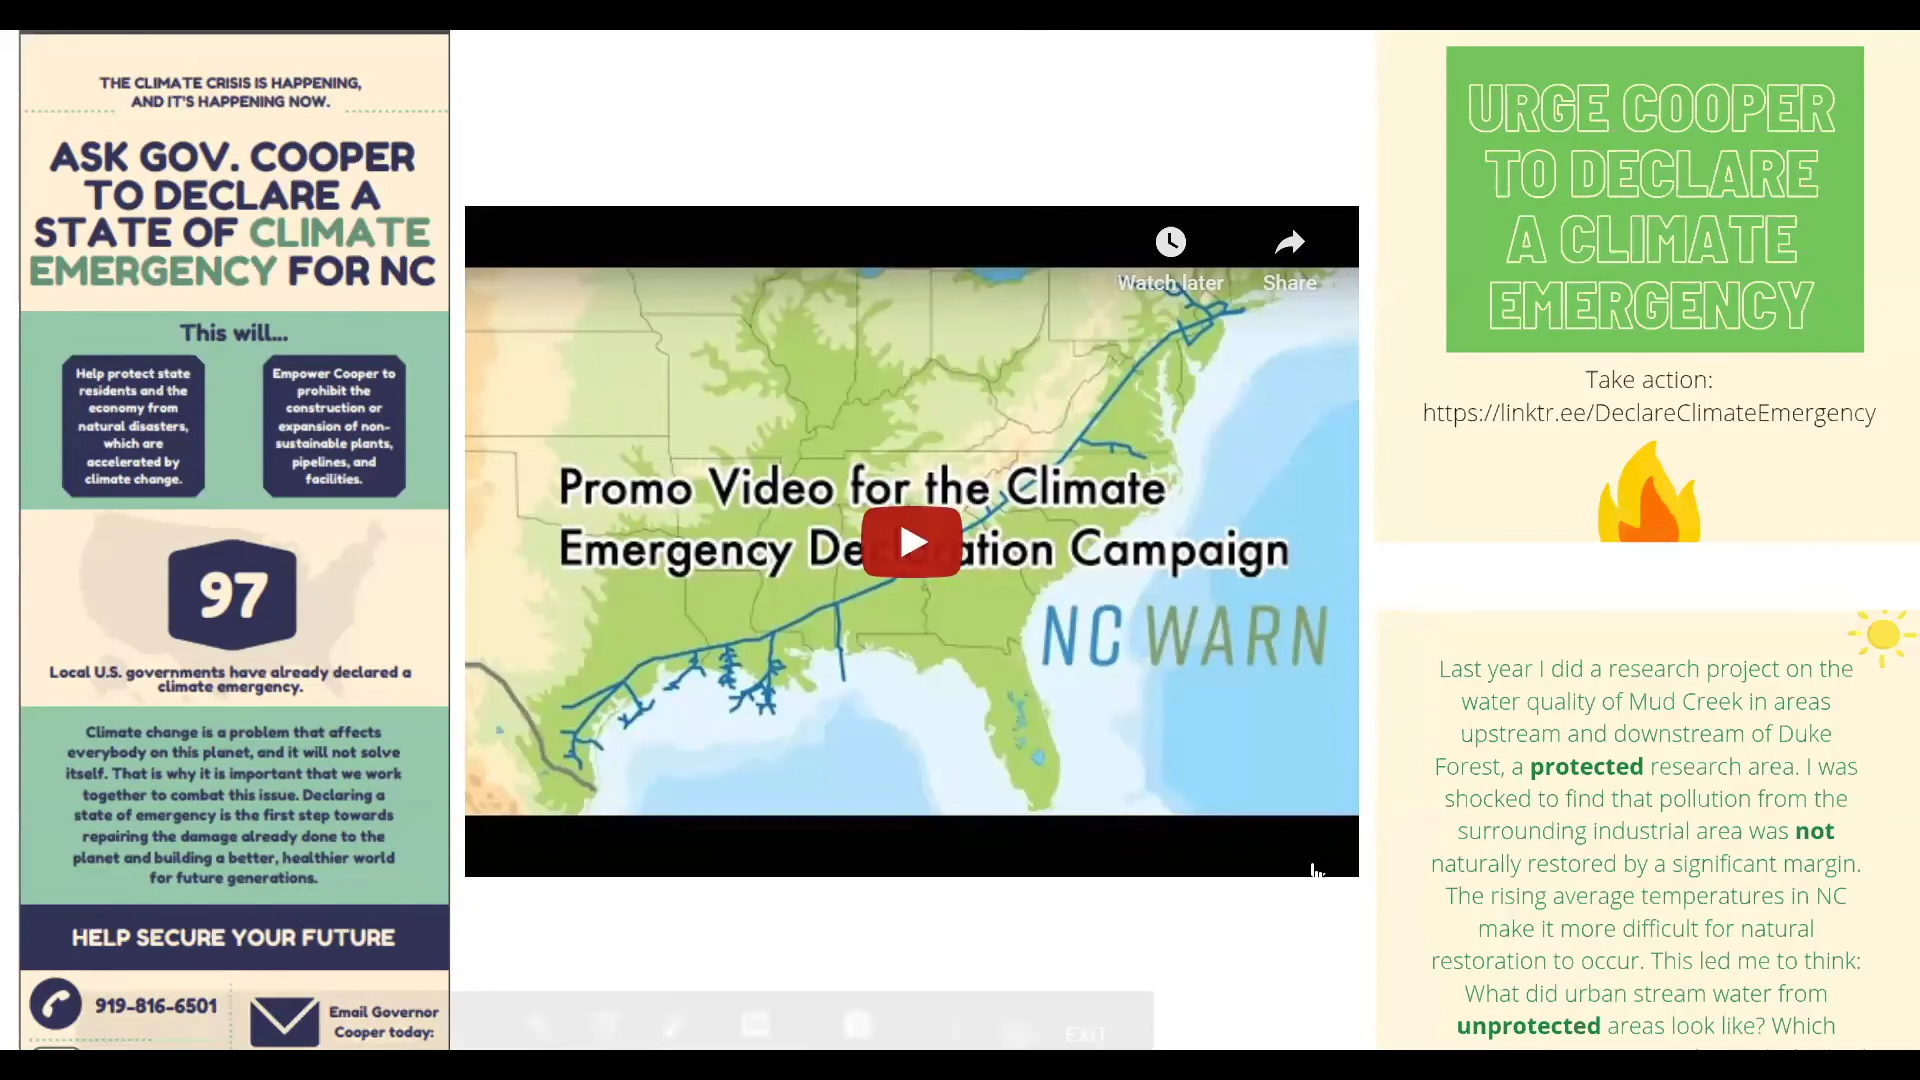 THE CLIMATE CRISIS IS HAPPENING,
AND IT'S HAPPENING NOW.
ASK GOV. COOPER
TO DECLARE A
STATE OF CLIMATE
EMERGENCY FOR NC
This will...
Help protect state
residents and the
economy from
natural disasters,
which are
accelerated by
climate change.
Empower Cooper to
prohibit the
construction or
expansion of non-
sustainable plants,
pipelines, and
facilities.
97
Local U.S. governments have already declared a
climate emergency.
Climate change is a problem that affects
everybody on this planet, and it will not solve
itself. That is why it is important that we work
together to combat this issue. Declaring a
state of emergency is the first step towards
repairing the damage already done to the
planet and building a better, healthier world
for future generations.
HELP SECURE YOUR FUTURE
919-816-6501
Email Governor
Cooper today:
Watch later
Share
Promo Video for the Climate
Emergency Declaration Campaign
NC WARN
EXIT
URGE COOPER
TO DECLARE
A CLIMATE
EMERGENCY
Take action:
https://linktr.ee/DeclareClimateEmergency
Last year I did a research project on the
water quality of Mud Creek in areas
upstream and downstream of Duke
Forest, a protected research area. I was
shocked to find that pollution from the
surrounding industrial area was not
naturally restored by a significant margin.
The rising average temperatures in NC
make it more difficult for natural
restoration to occur. This led me to think:
What did urban stream water from
unprotected areas look like? Which